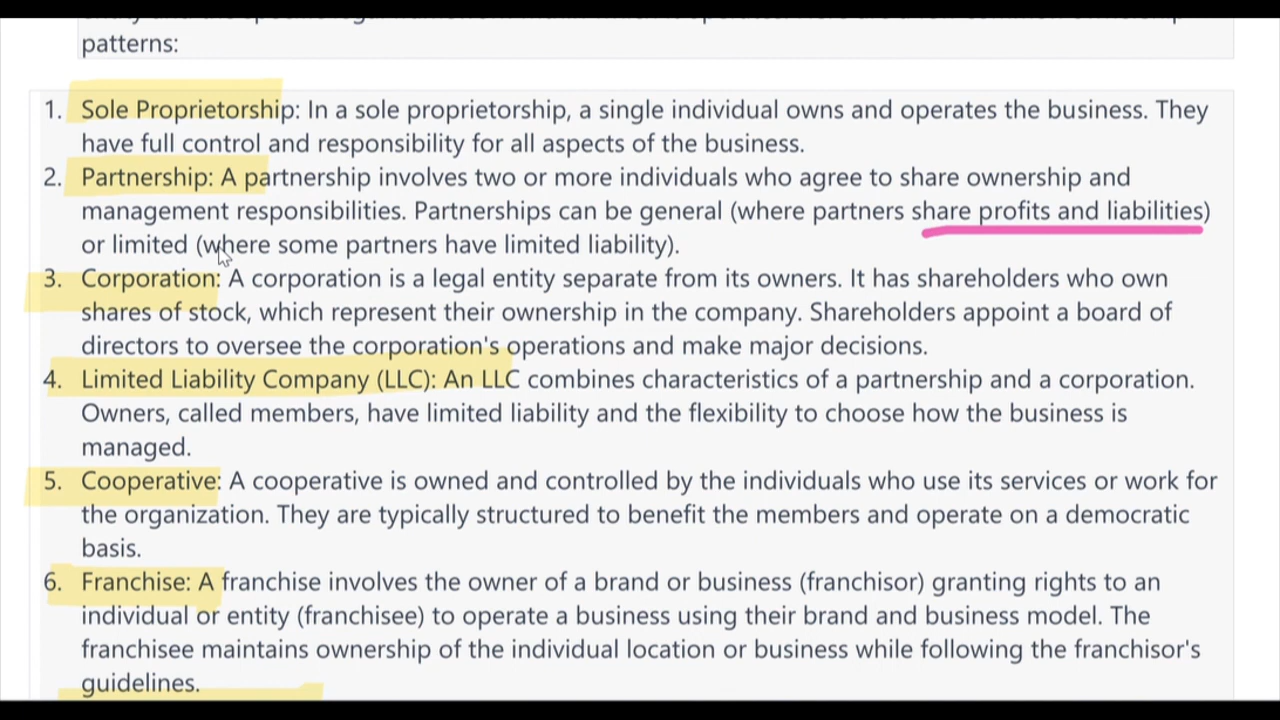 patterns:
1. Sole Proprietorship: In a sole proprietorship, a single individual owns and operates the business. They
have full control and responsibility for all aspects of the business.
2. Partnership: A partnership involves two or more individuals who agree to share ownership and
management responsibilities. Partnerships can be general (where partners share profits and liabilities)
or limited (where some partners have limited liability).
3. Corporation: A corporation is a legal entity separate from its owners. It has shareholders who own
shares of stock, which represent their ownership in the company. Shareholders appoint a board of
directors to oversee the corporation's operations and make major decisions.
4. Limited Liability Company (LLC): An LLC combines characteristics of a partnership and a corporation.
Owners, called members, have limited liability and the flexibility to choose how the business is
managed.
5. Cooperative: A cooperative is owned and controlled by the individuals who use its services or work for
the organization. They are typically structured to benefit the members and operate on a democratic
basis.
6. Franchise: A franchise involves the owner of a brand or business (franchisor) granting rights to an
individual or entity (franchisee) to operate a business using their brand and business model. The
franchisee maintains ownership of the individual location or business while following the franchisor's
guidelines.